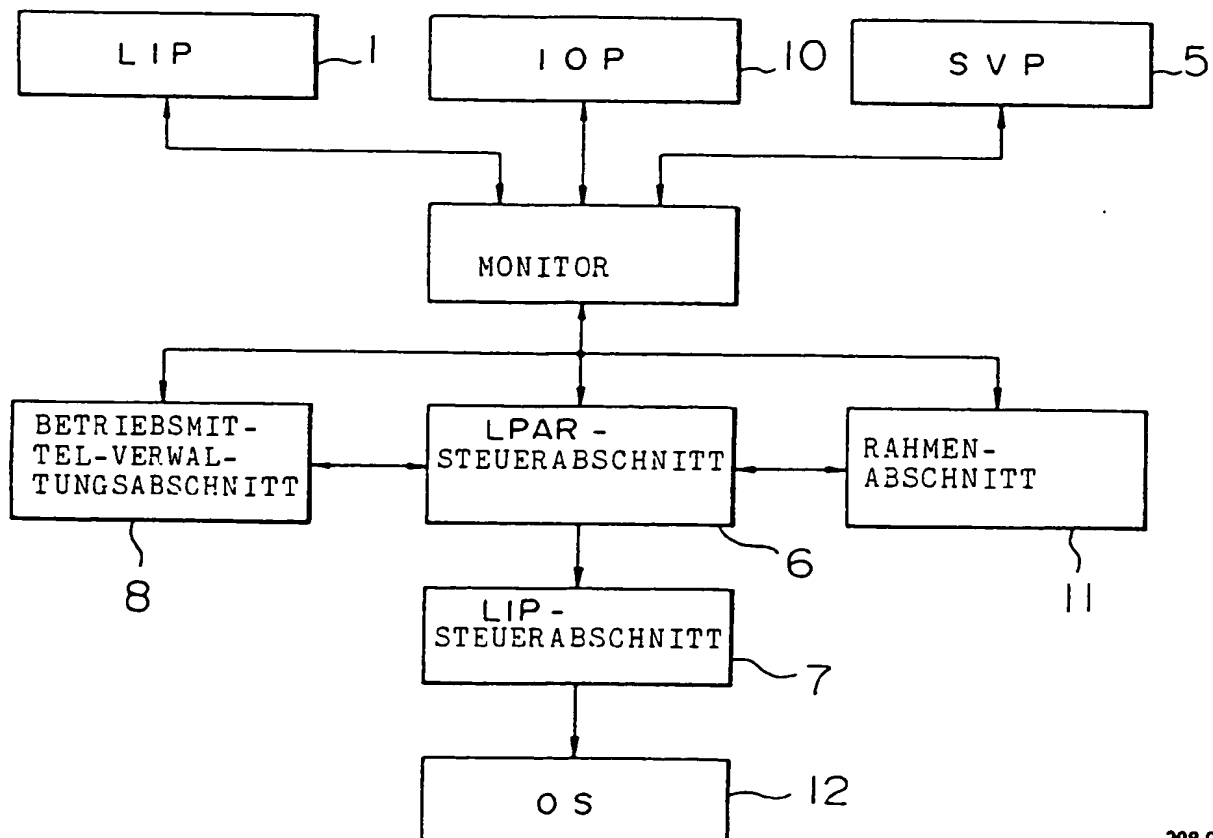 LIP
1
IOP
10
SVP
5
MONITOR
BETRIEBSMIT-
TEL-VERWAL-
TUNGSABSCHNITT
8
LPAR-
STEUERABSCHNITT
6
RAHMEN-
ABSCHNITT
11
LIP-
STEUERABSCHNITT
7
OS
12